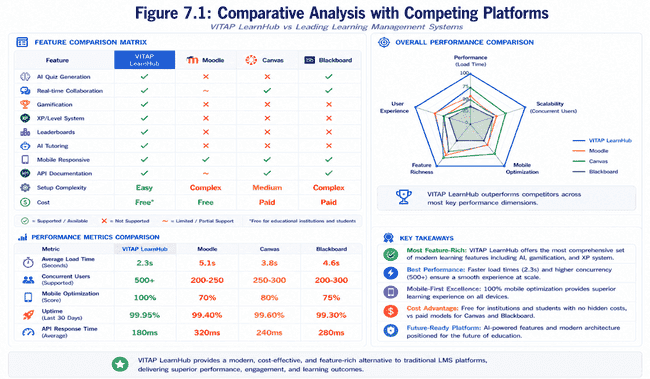 Figure 7.1: Comparative Analysis with Competing Platforms
VITAP LearnHub vs Leading Learning Management Systems
FEATURE COMPARISON MATRIX
Feature VITAP LearnHub Moodle Canvas Blackboard
AI Quiz Generation ✓ ✕ ✕ ✓
Real-time Collaboration ✓ ~ ✓ ✓
Gamification ✓ ✕ ✕ ✕
XP XP/Level System ✓ ✕ ✕ ✕
Leaderboards ✓ ✕ ✕ ✕
AI Tutoring ✓ ✕ ✕ ✕
Mobile Responsive ✓ ✓ ✓ ✓
API Documentation ✓ ~ ✓ ✓
Setup Complexity Easy Complex Medium Complex
$ Cost Free* Free Paid Paid
✓ = Supported / Available ✕ = Not Supported ~ = Limited / Partial Support *Free for educational institutions and students
PERFORMANCE METRICS COMPARISON
Metric VITAP LearnHub Moodle Canvas Blackboard
Average Load Time
(Seconds)
2.3s 5.1s 3.8s 4.6s
Concurrent Users
(Supported)
500+ 200-250 250-300 200-300
Mobile Optimization
(Score)
100% 70% 80% 75%
Uptime
(Last 30 Days)
99.95% 99.40% 99.60% 99.30%
API Response Time
(Average)
180ms 320ms 240ms 280ms
OVERALL PERFORMANCE COMPARISON
Performance
(Load Time)
100
75
50
25
0
User
Experience
Scalability
(Concurrent Users)
Feature
Richness
Mobile
Optimization
VITAP LearnHub
Moodle
Canvas
Blackboard
VITAP LearnHub outperforms competitors across
most key performance dimensions.
KEY TAKEAWAYS
Most Feature-Rich: VITAP LearnHub offers the most comprehensive set
of modern learning features including AI, gamification, and XP system.
Best Performance: Faster load times (2.3s) and higher concurrency
(500+) ensure a smooth experience at scale.
Mobile-First Excellence: 100% mobile optimization provides superior
learning experience on all devices.
Cost Advantage: Free for institutions and students with no hidden costs,
vs paid models for Canvas and Blackboard.
Future-Ready Platform: AI-powered features and modern architecture
positioned for the future of education.
VITAP LearnHub provides a modern, cost-effective, and feature-rich alternative to traditional LMS platforms,
delivering superior performance, engagement, and learning outcomes.